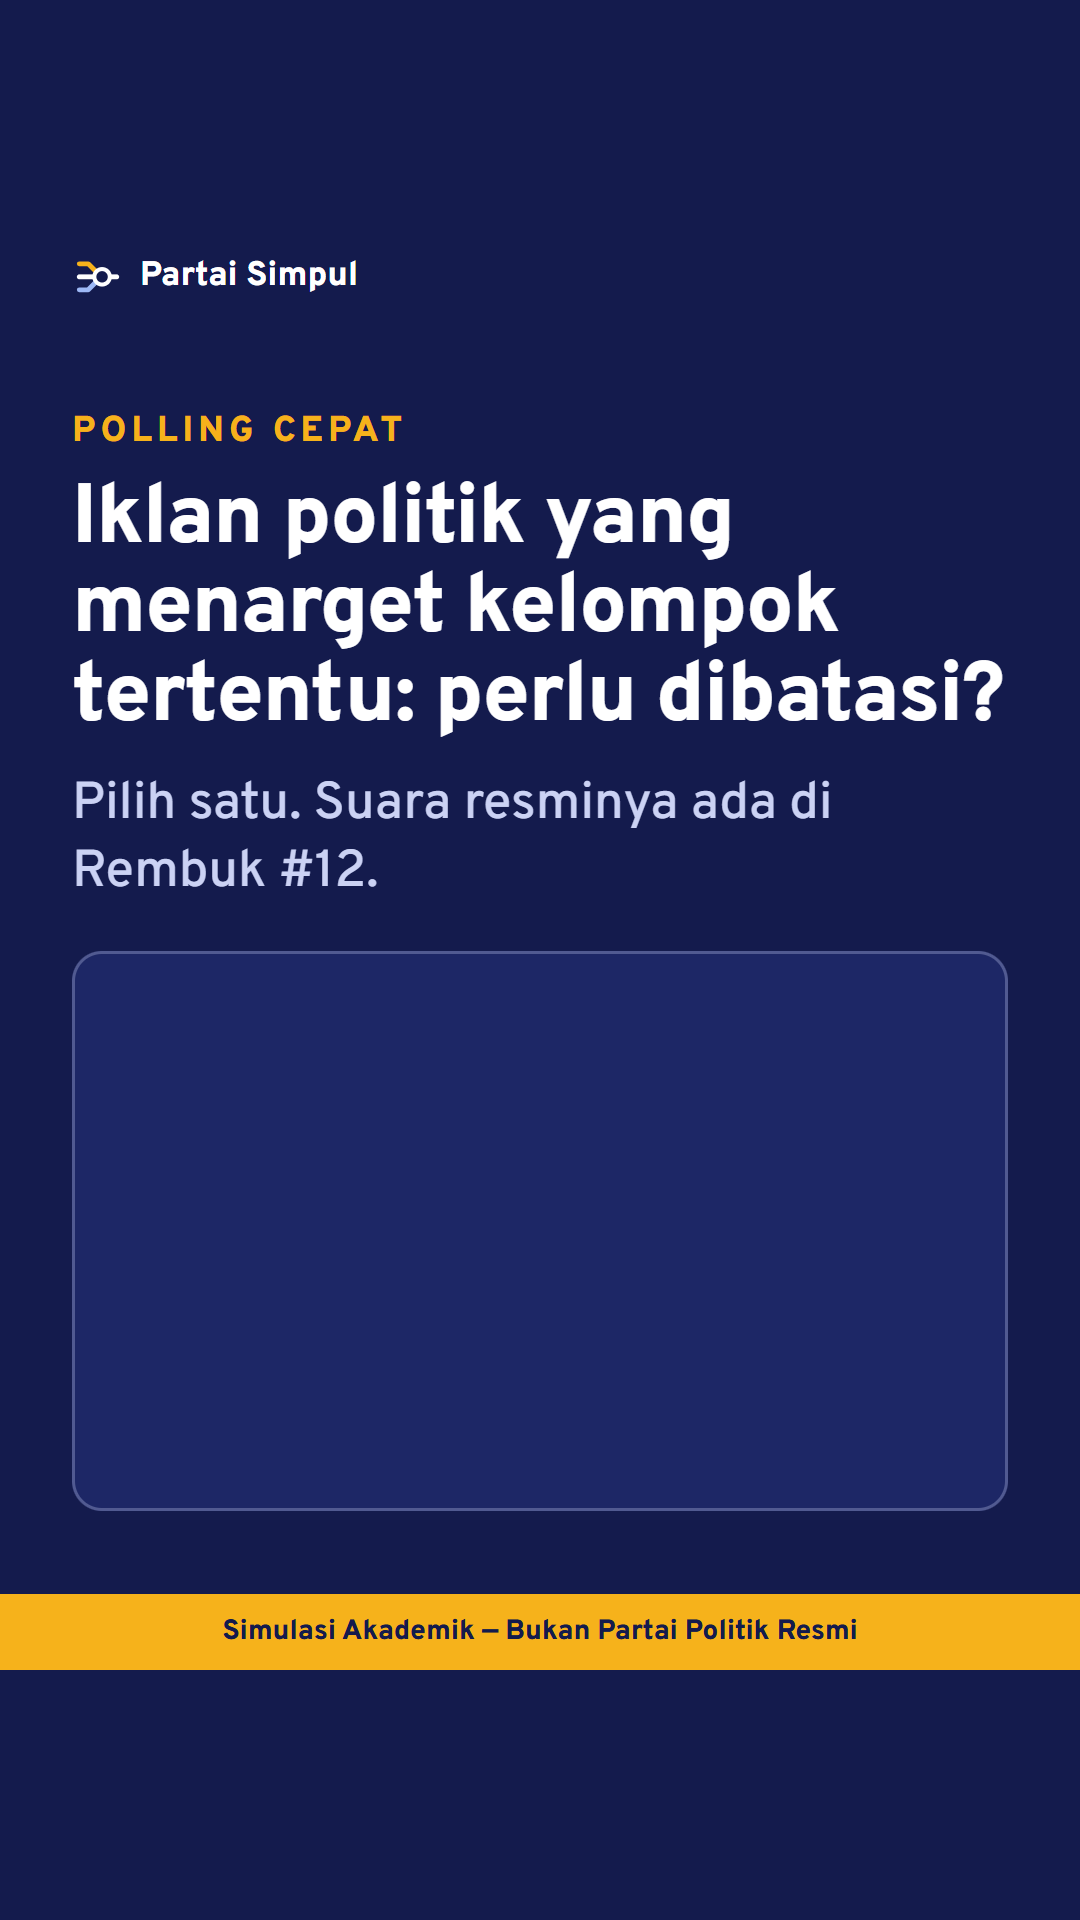 Partai Simpul
POLLING CEPAT
Iklan politik yang
menarget kelompok
tertentu: perlu dibatasi?
Pilih satu. Suara resminya ada di
Rembuk #12.
Simulasi Akademik – Bukan Partai Politik Resmi